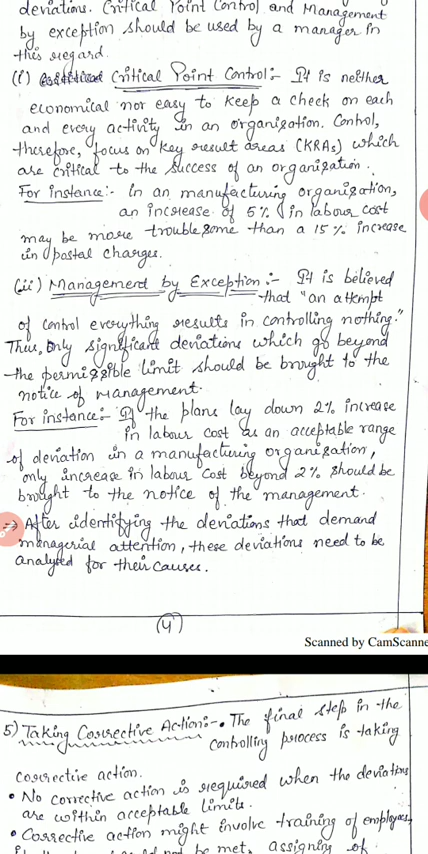 deviations. Critical Point Control and Management
by exception should be used by a manager in
this regard.
(i) Critical Point Control:- It is neither
economical nor easy to keep a check on each
and every activity in an organization. Control,
therefore, focus on key result areas (KRAs) which
are critical to the success of an organization.
For instance:- In an manufacturing organization,
an increase of 5% in labour cost
may be more troublesome than a 15% increase
in postal charges.
(ii) Management by Exception:- It is believed
that "an attempt
of control everything results in controlling nothing."
Thus, only significant deviations which go beyond
the permissible limit should be brought to the
notice of management.
For instance:- If the plans lay down 2% increase
in labour cost as an acceptable range
of deviation in a manufacturing organisation,
only increase in labour cost beyond 2% should be
brought to the notice of the management.
=> After identifying the deviations that demand
managerial attention, these deviations need to be
analysed for their causes.
(4)
Scanned by CamScanne
5) Taking Corrective Action:- • The final step in the
controlling process is taking
corrective action.
• No corrective action is required when the deviations
are within acceptable limits.
• Corrective action might involve training of employees,
be met, assigning of